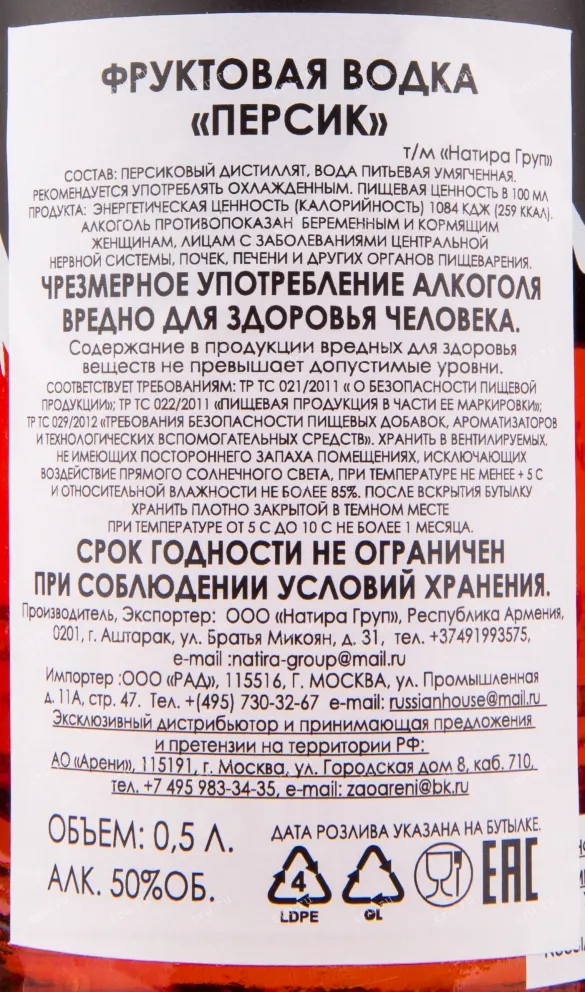 ФРУКТОВАЯ ВОДКА
«ПЕРСИК»
т/м «Натира Груп»
СОСТАВ: ПЕРСИКОВЫЙ ДИСТИЛЛЯТ, ВОДА ПИТЬЕВАЯ УМЯГЧЕННАЯ.
РЕКОМЕНДУЕТСЯ УПОТРЕБЛЯТЬ ОХЛАЖДЕННЫМ. ПИЩЕВАЯ ЦЕННОСТЬ В 100 МЛ
ПРОДУКТА: ЭНЕРГЕТИЧЕСКАЯ ЦЕННОСТЬ (КАЛОРИЙНОСТЬ) 1084 КДЖ (259 ККАЛ).
АЛКОГОЛЬ ПРОТИВОПОКАЗАН БЕРЕМЕННЫМ И КОРМЯЩИМ
ЖЕНЩИНАМ, ЛИЦАМ С ЗАБОЛЕВАНИЯМИ ЦЕНТРАЛЬНОЙ
НЕРВНОЙ СИСТЕМЫ, ПОЧЕК, ПЕЧЕНИ И ДРУГИХ ОРГАНОВ ПИЩЕВАРЕНИЯ.
ЧРЕЗМЕРНОЕ УПОТРЕБЛЕНИЕ АЛКОГОЛЯ
ВРЕДНО ДЛЯ ЗДОРОВЬЯ ЧЕЛОВЕКА.
Содержание в продукции вредных для здоровья
веществ не превышает допустимые уровни.
СООТВЕТСТВУЕТ ТРЕБОВАНИЯМ: ТР ТС 021/2011 « О БЕЗОПАСНОСТИ ПИЩЕВОЙ
ПРОДУКЦИИ»; ТР ТС 022/2011 «ПИЩЕВАЯ ПРОДУКЦИЯ В ЧАСТИ ЕЕ МАРКИРОВКИ»;
ТР ТС 029/2012 «ТРЕБОВАНИЯ БЕЗОПАСНОСТИ ПИЩЕВЫХ ДОБАВОК, АРОМАТИЗАТОРОВ
И ТЕХНОЛОГИЧЕСКИХ ВСПОМОГАТЕЛЬНЫХ СРЕДСТВ». ХРАНИТЬ В ВЕНТИЛИРУЕМЫХ,
НЕ ИМЕЮЩИХ ПОСТОРОННЕГО ЗАПАХА ПОМЕЩЕНИЯХ, ИСКЛЮЧАЮЩИХ
ВОЗДЕЙСТВИЕ ПРЯМОГО СОЛНЕЧНОГО СВЕТА, ПРИ ТЕМПЕРАТУРЕ НЕ МЕНЕЕ + 5 С
И ОТНОСИТЕЛЬНОЙ ВЛАЖНОСТИ НЕ БОЛЕЕ 85%. ПОСЛЕ ВСКРЫТИЯ БУТЫЛКУ
ХРАНИТЬ ПЛОТНО ЗАКРЫТОЙ В ТЕМНОМ МЕСТЕ
ПРИ ТЕМПЕРАТУРЕ ОТ 5 С ДО 10 С НЕ БОЛЕЕ 1 МЕСЯЦА.
СРОК ГОДНОСТИ НЕ ОГРАНИЧЕН
ПРИ СОБЛЮДЕНИИ УСЛОВИЙ ХРАНЕНИЯ.
Производитель, Экспортер: ООО «Натира Груп», Республика Армения,
0201, г. Аштарак, ул. Братья Микоян, д. 31, тел. +37491993575,
e-mail :natira-group@mail.ru
Импортер :ООО «РАД», 115516, Г. МОСКВА, ул. Промышленная
д. 11А, стр. 47. Тел. +(495) 730-32-67 e-mail: russianhouse@mail.ru
Эксклюзивный дистрибьютор и принимающая предложения
и претензии на территории РФ:
АО «Арени», 115191, г. Москва, ул. Городская дом 8, каб. 710,
тел. +7 495 983-34-35, e-mail: zaoareni@bk.ru
ОБЪЕМ: 0,5 Л.
ДАТА РОЗЛИВА УКАЗАНА НА БУТЫЛКЕ.
АЛК. 50%ОБ.
4
LDPE
GL
EAC